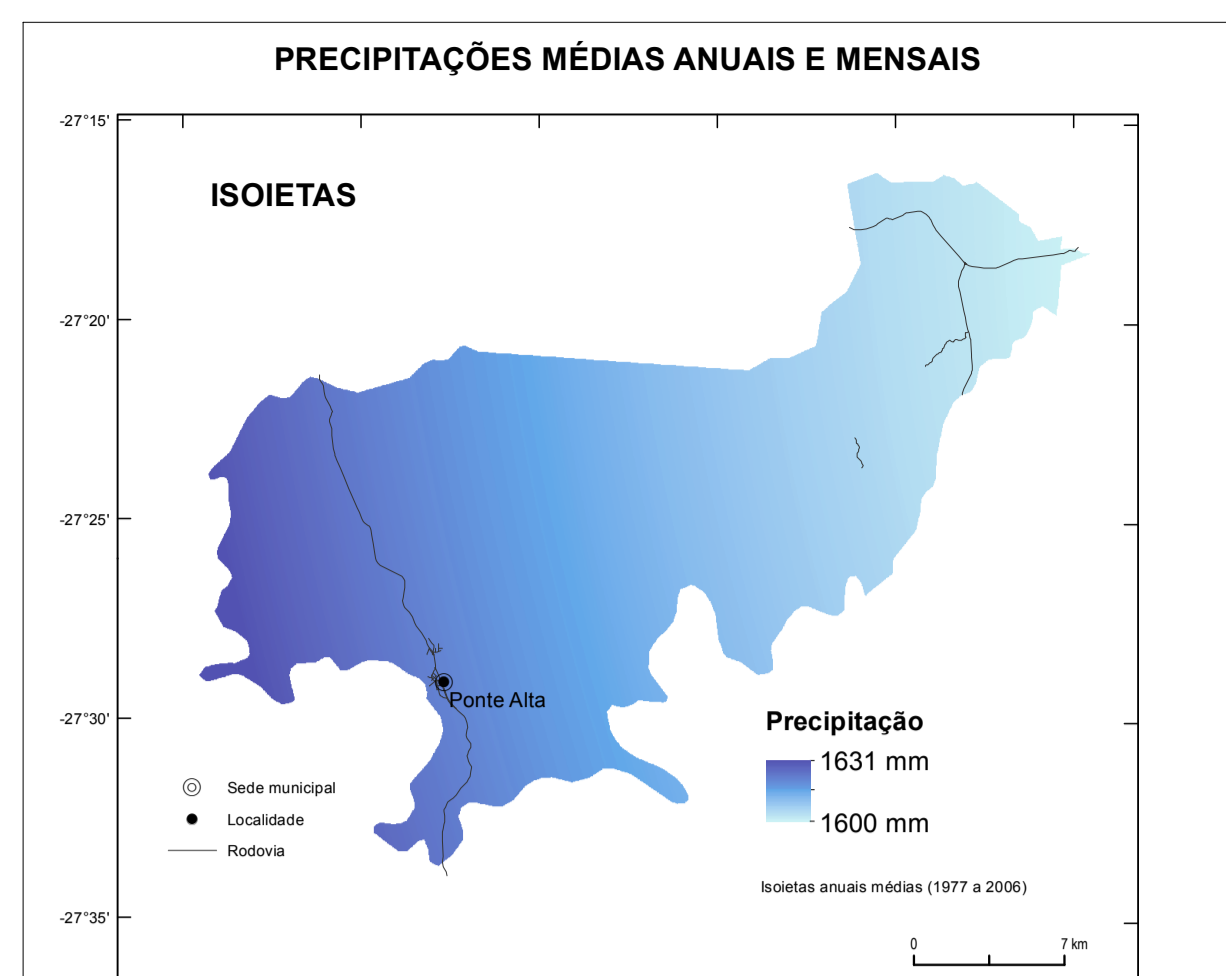 PRECIPITAÇÕES MÉDIAS ANUAIS E MENSAIS
-27°15'
ISOIETAS
-27°20'
-27°25'
Ponte Alta
-27°30'
Precipitação
1631 mm
1600 mm
Sede municipal
Localidade
Rodovia
Isoietas anuais médias (1977 a 2006)
-27°35'
0 7 km